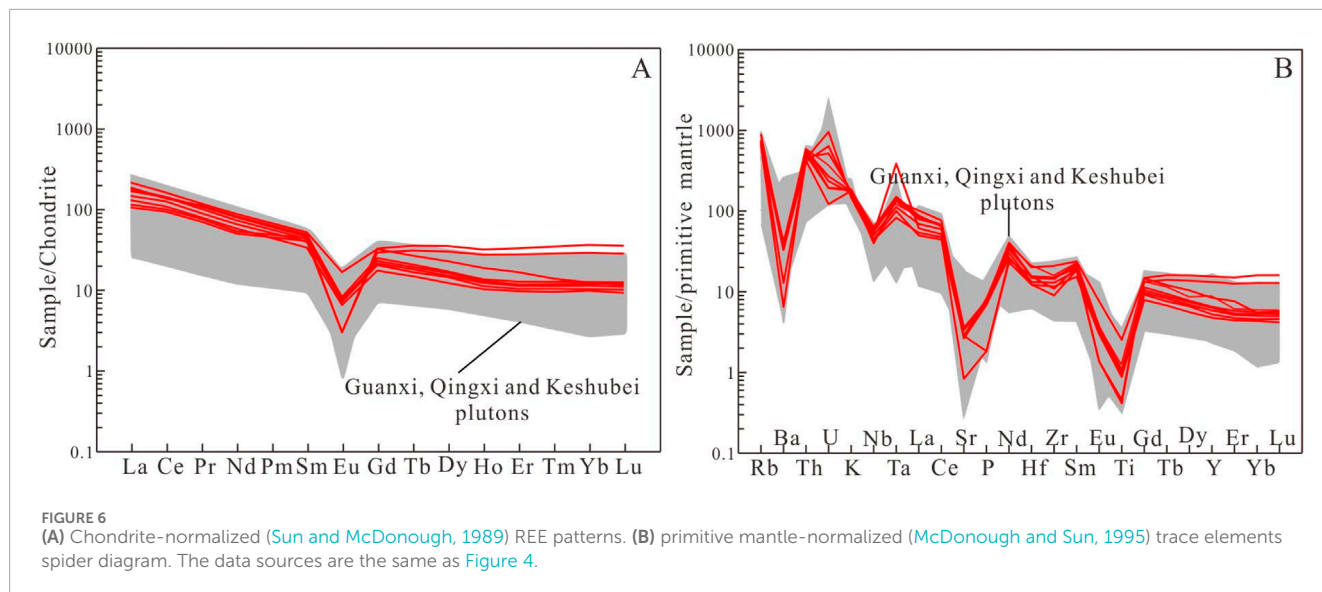 A
10000
1000
100
10
1
0.1
Sample/Chondrite
Guanxi, Qingxi and Keshubei
plutons
La Ce Pr Nd Pm Sm Eu Gd Tb Dy Ho Er Tm Yb Lu
B
10000
1000
100
10
1
0.1
Sample/primitive mantrle
Guanxi, Qingxi and Keshubei
plutons
Ba U Nb La Sr Nd Zr Eu Gd Dy Er Lu
Rb Th K Ta Ce P Hf Sm Ti Tb Y Yb
FIGURE 6
(A) Chondrite-normalized (Sun and McDonough, 1989) REE patterns. (B) primitive mantle-normalized (McDonough and Sun, 1995) trace elements
spider diagram. The data sources are the same as Figure 4.